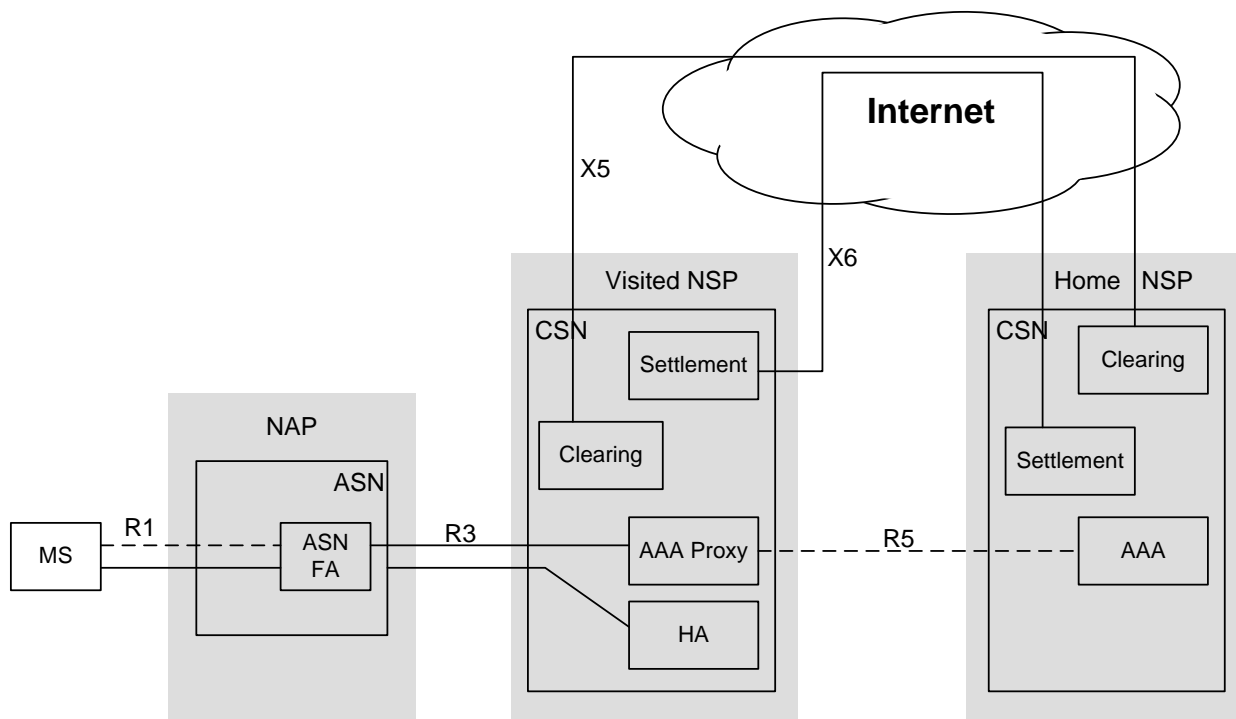 Internet
X5
X6
Visited NSP
Home NSP
CSN
CSN
Settlement
Clearing
NAP
Clearing
Settlement
ASN
R1
ASN
FA
R3
AAA Proxy
R5
AAA
MS
HA